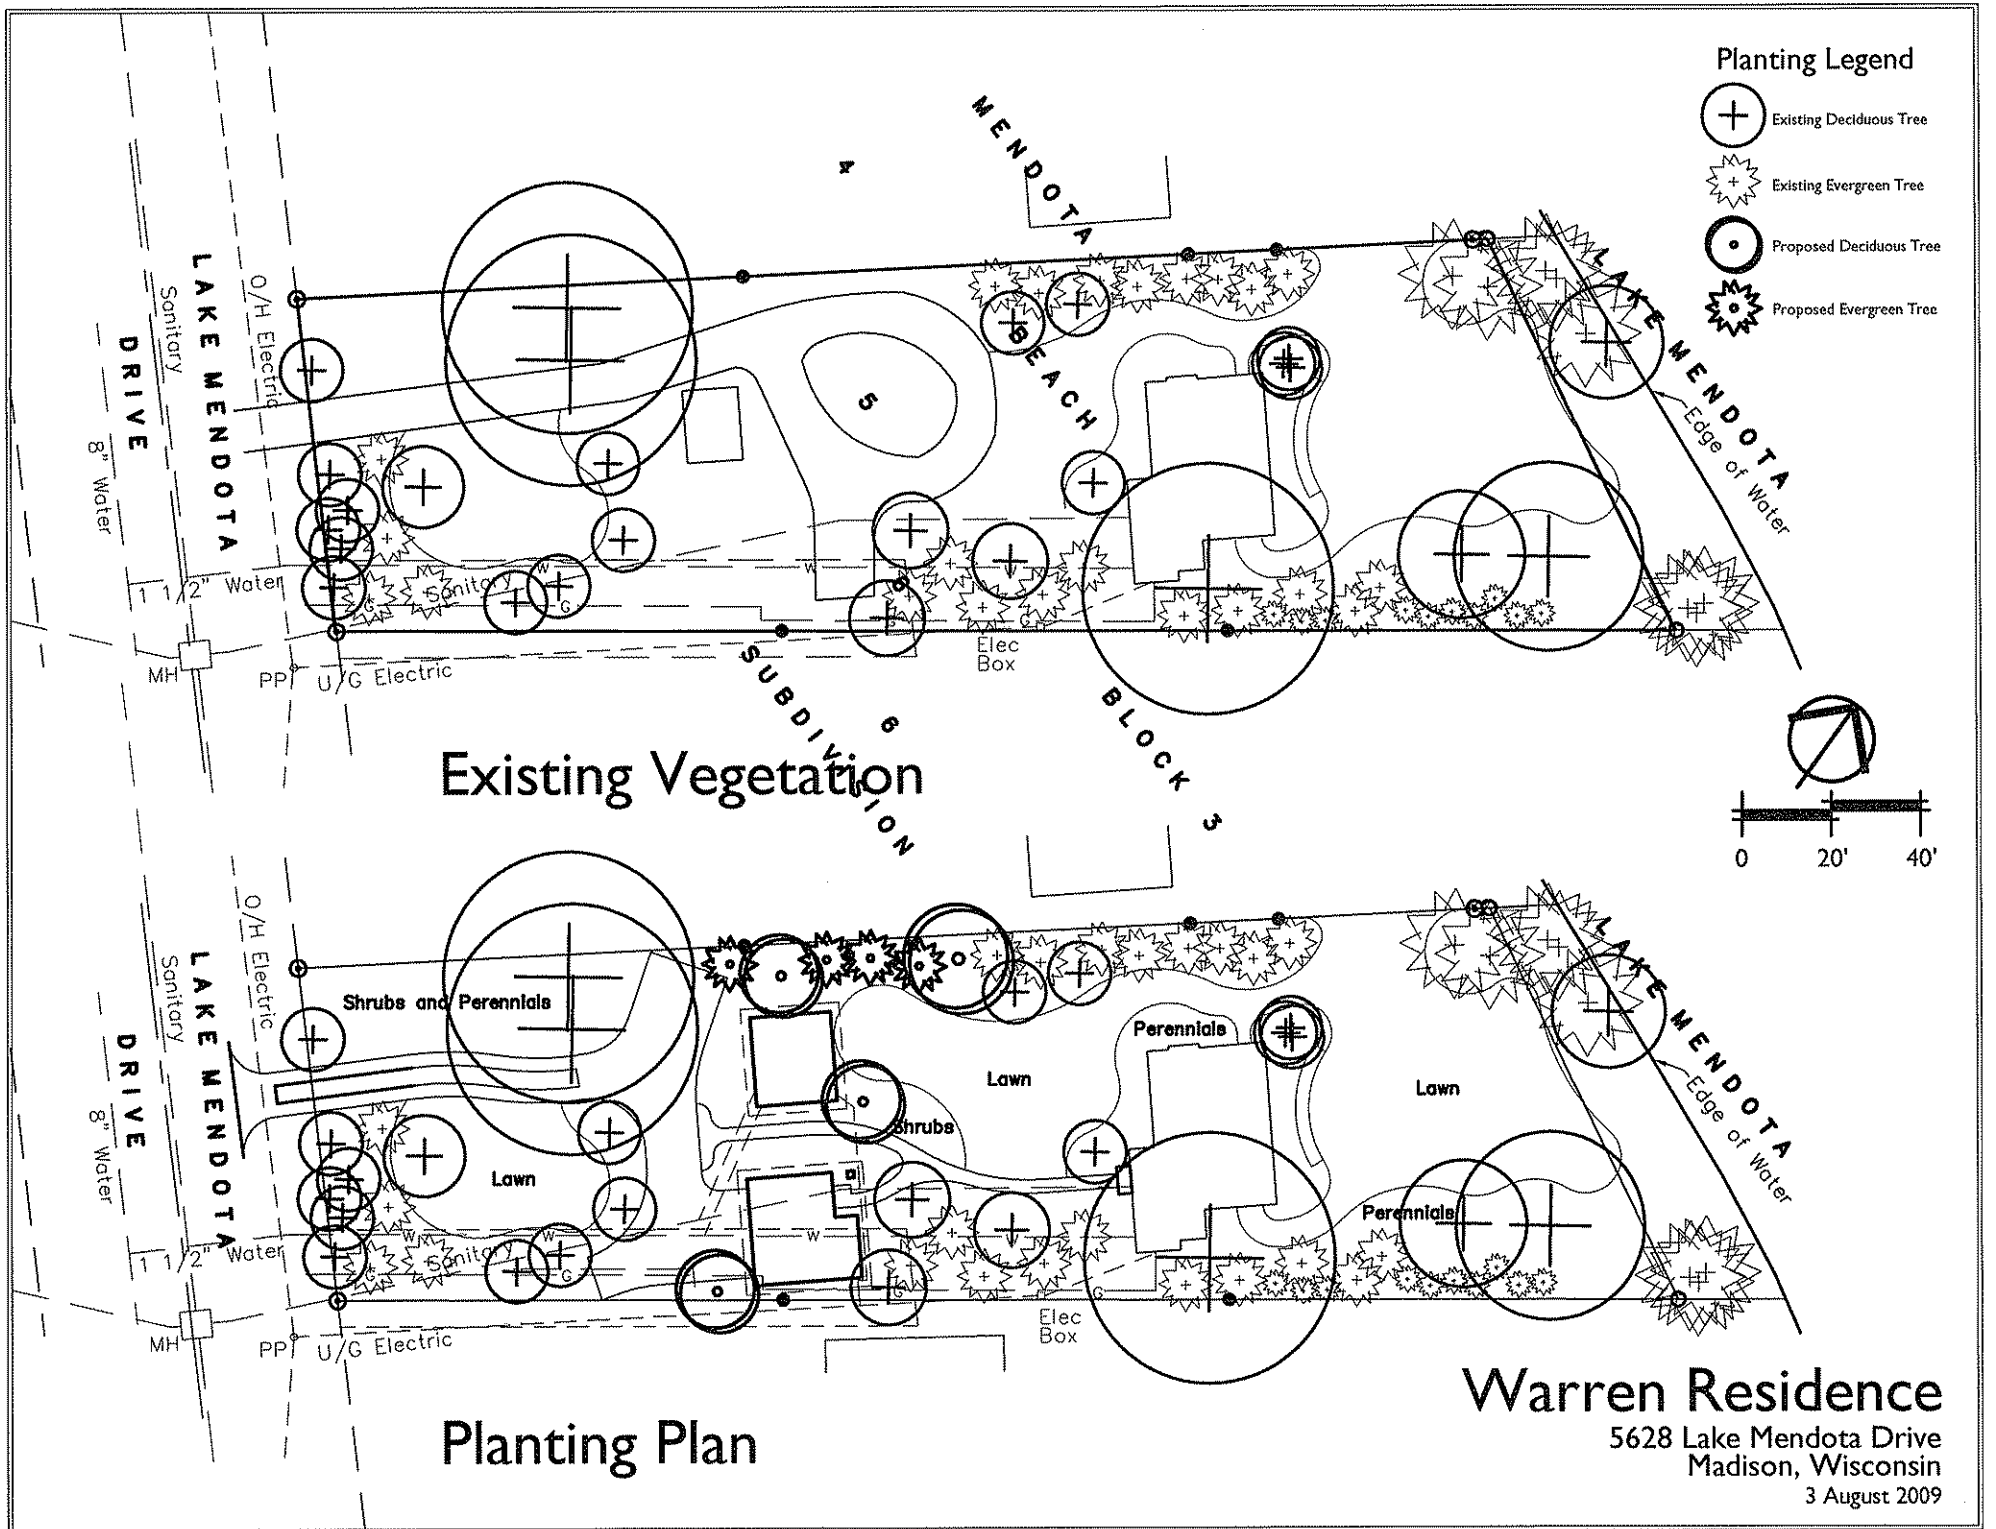 Planting Legend
Existing Deciduous Tree
Existing Evergreen Tree
Proposed Deciduous Tree
Proposed Evergreen Tree
MENDOTA
BEACH
SUBDIVISION
BLOCK 3
4
5
6
LAKE MENDOTA
DRIVE
Sanitary
O/H Electric
8" Water
1 1/2" Water
Sanitary
W
W
G
G
G
MH
PP
U/G Electric
Elec
Box
LAKE MENDOTA
Edge of Water
Existing Vegetation
0 20' 40'
LAKE MENDOTA
DRIVE
Sanitary
O/H Electric
8" Water
1 1/2" Water
Sanitary
W
W
W
G
G
G
G
MH
PP
U/G Electric
Elec
Box
Shrubs and Perennials
Lawn
Shrubs
Lawn
Perennials
Lawn
Perennials
LAKE MENDOTA
Edge of Water
Planting Plan
Warren Residence
5628 Lake Mendota Drive
Madison, Wisconsin
3 August 2009